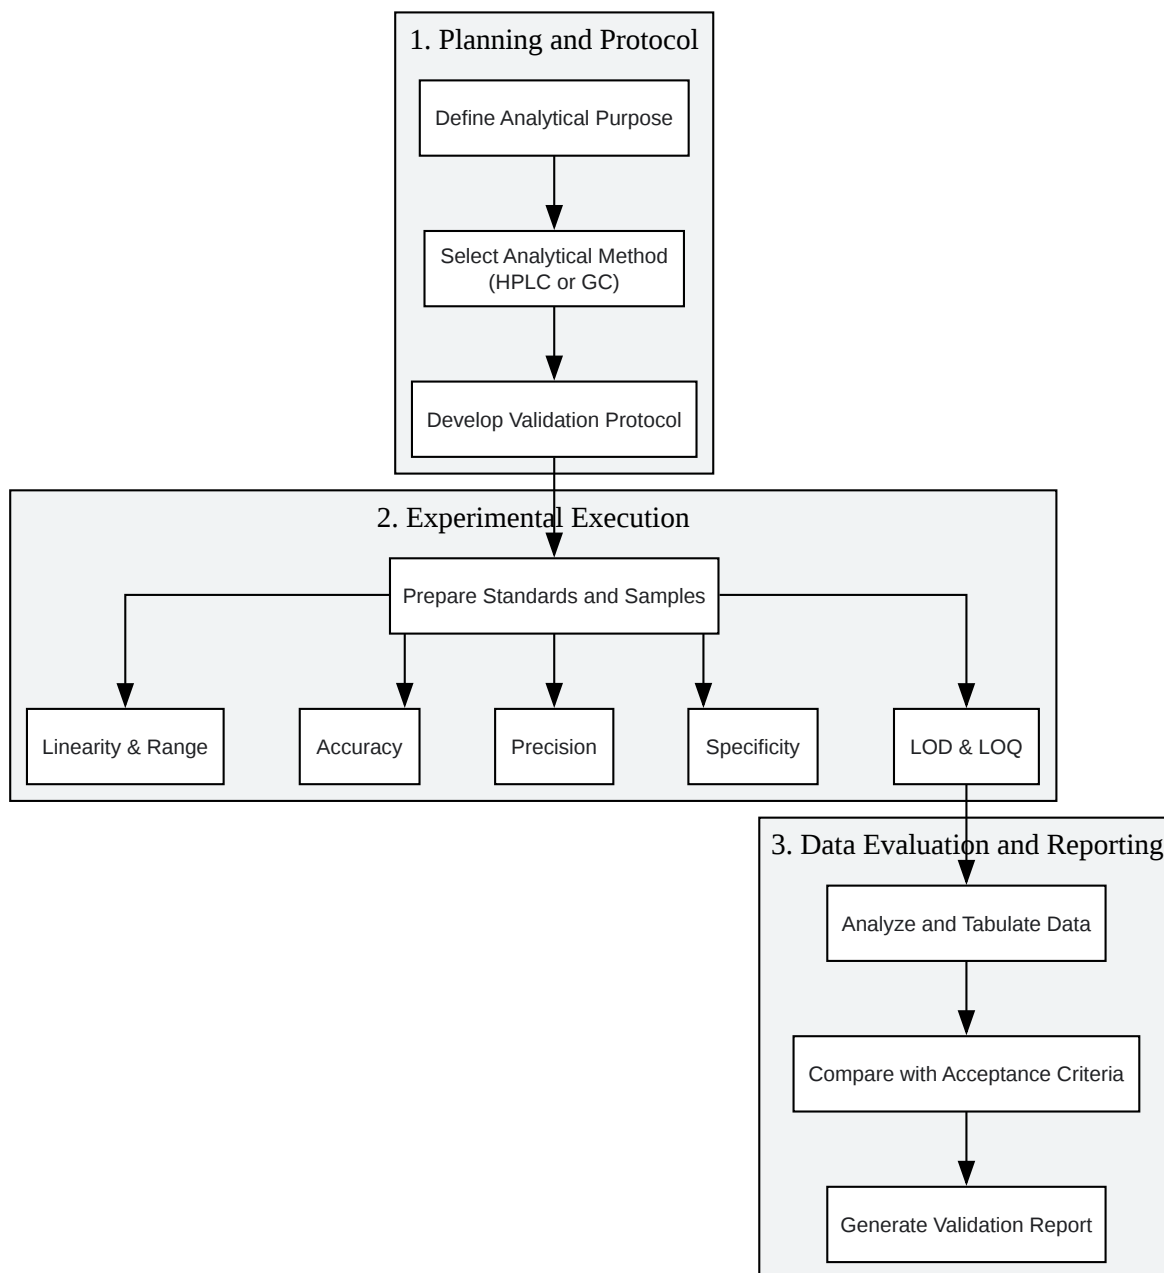 1. Planning and Protocol
Define Analytical Purpose
Select Analytical Method
(HPLC or GC)
Develop Validation Protocol
2. Experimental Execution
Prepare Standards and Samples
Linearity & Range
Accuracy
Precision
Specificity
LOD & LOQ
3. Data Evaluation and Reporting
Analyze and Tabulate Data
Compare with Acceptance Criteria
Generate Validation Report